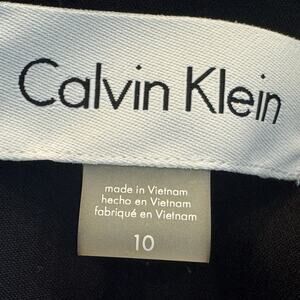 Calvin Klein
made in Vietnam
hecho en Vietnam
fabriqué en Vietnam
10